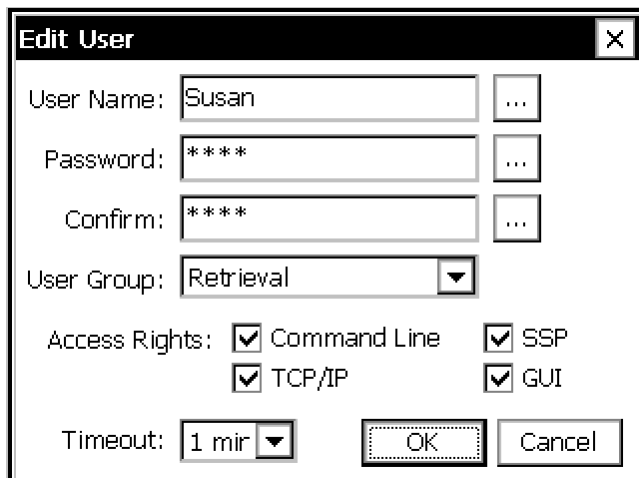 Edit User
User Name: Susan ...
Password: **** ...
Confirm: **** ...
User Group: Retrieval
Access Rights: Command Line SSP
TCP/IP GUI
Timeout: 1 min OK Cancel